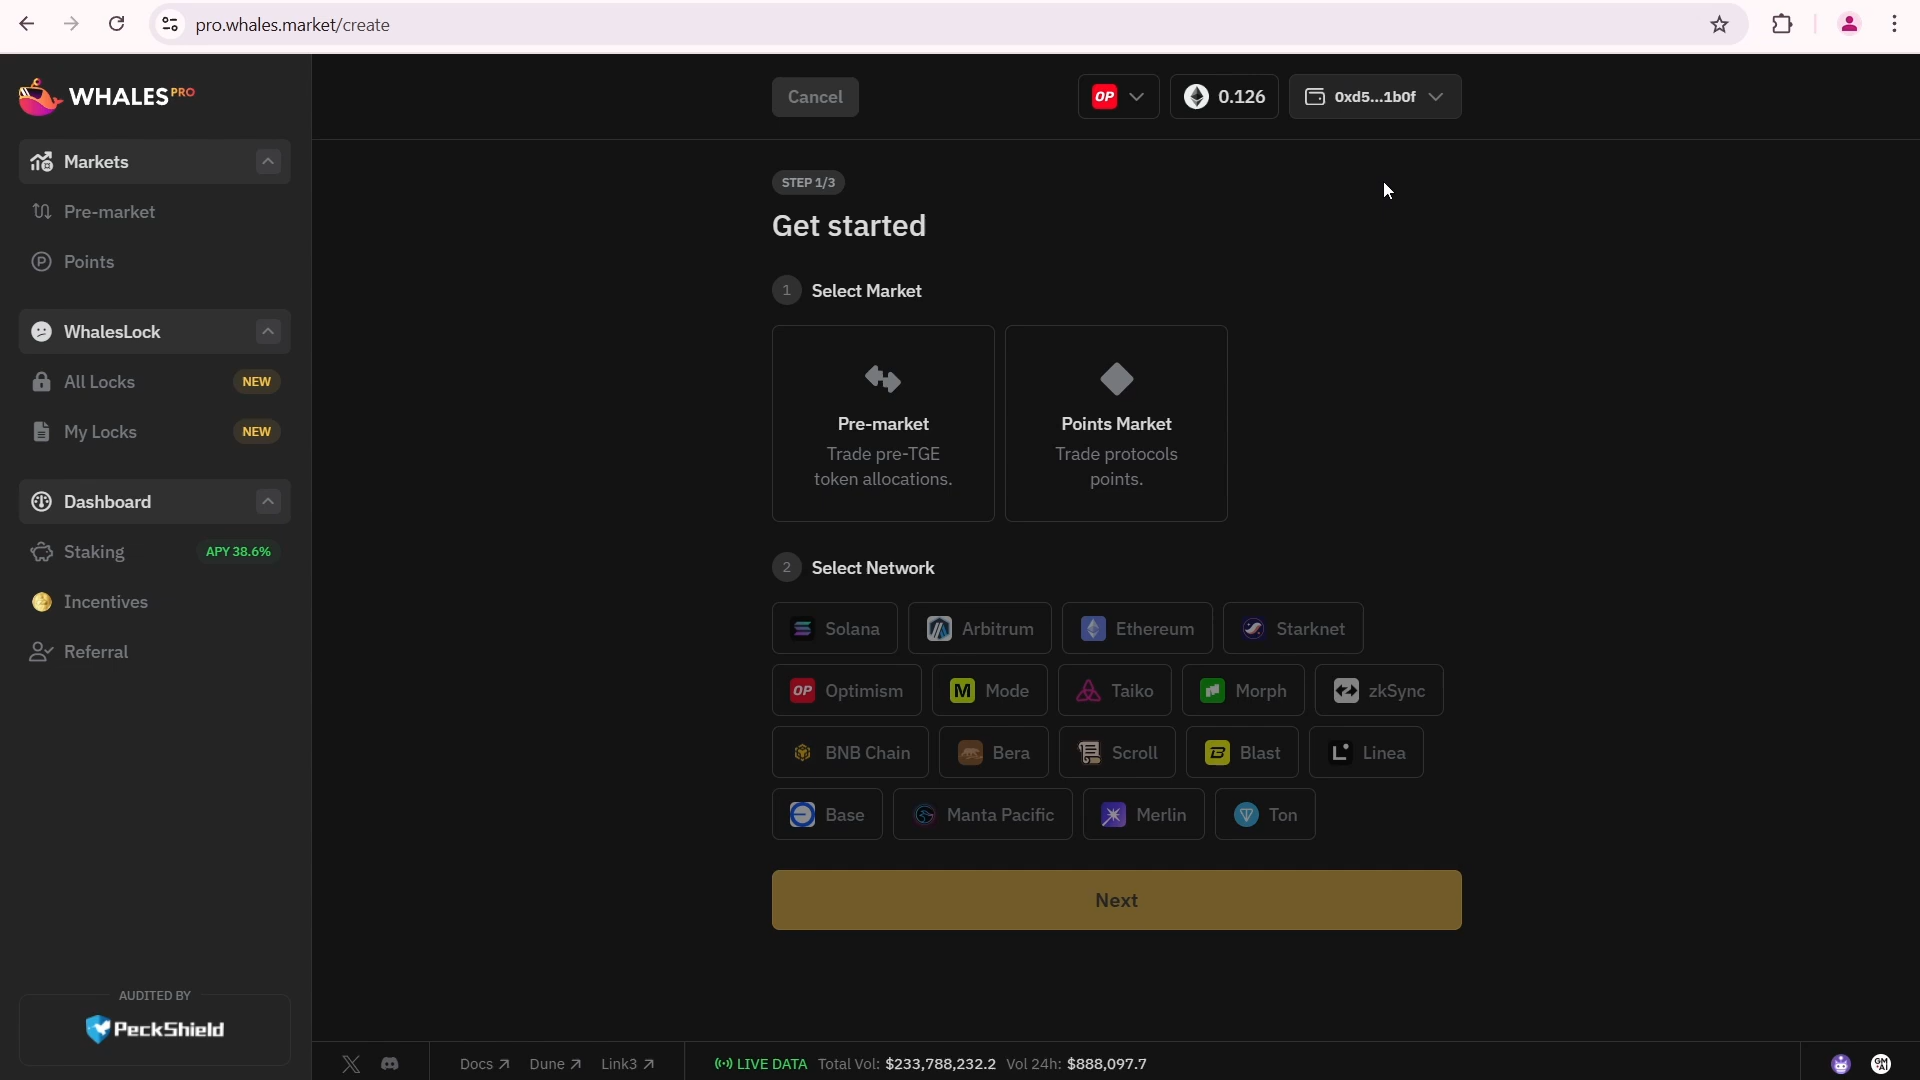 pro.whales.market/create
WHALES PRO
Markets
Pre-market
Points
WhalesLock
All Locks NEW
My Locks NEW
Dashboard
Staking APY 38.6%
Incentives
Referral
AUDITED BY
PeckShield
Cancel
OP
0.126
0xd5...1b0f
STEP 1/3
Get started
1 Select Market
Pre-market
Trade pre-TGE
token allocations.
Points Market
Trade protocols
points.
2 Select Network
Solana Arbitrum Ethereum Starknet
OP Optimism M Mode Taiko Morph zkSync
BNB Chain Bera Scroll B Blast L Linea
Base Manta Pacific Merlin Ton
Next
Docs Dune Link3 LIVE DATA Total Vol: $233,788,232.2 Vol 24h: $888,097.7
GM
AI